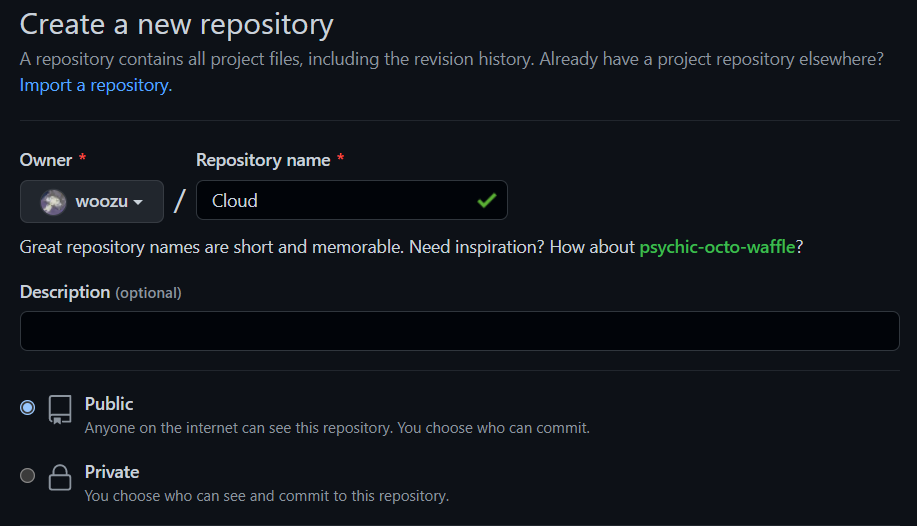 Create a new repository
A repository contains all project files, including the revision history. Already have a project repository elsewhere?
Import a repository.
Owner * Repository name *
woozu / Cloud
Great repository names are short and memorable. Need inspiration? How about psychic-octo-waffle?
Description (optional)
Public
Anyone on the internet can see this repository. You choose who can commit.
Private
You choose who can see and commit to this repository.